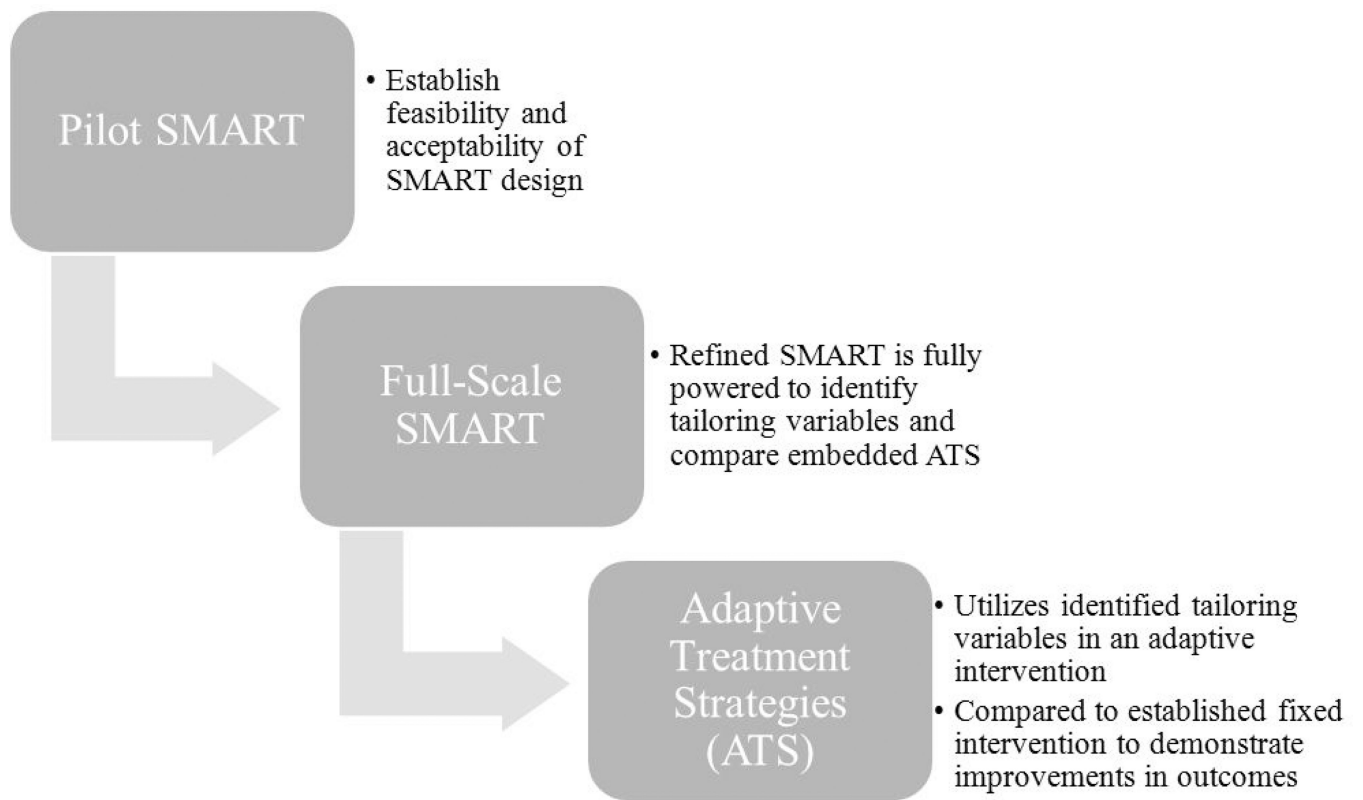 Pilot SMART
• Establish
feasibility and
acceptability of
SMART design
Full-Scale
SMART
• Refined SMART is fully
powered to identify
tailoring variables and
compare embedded ATS
Adaptive
Treatment
Strategies
(ATS)
• Utilizes identified tailoring
variables in an adaptive
intervention
• Compared to established fixed
intervention to demonstrate
improvements in outcomes